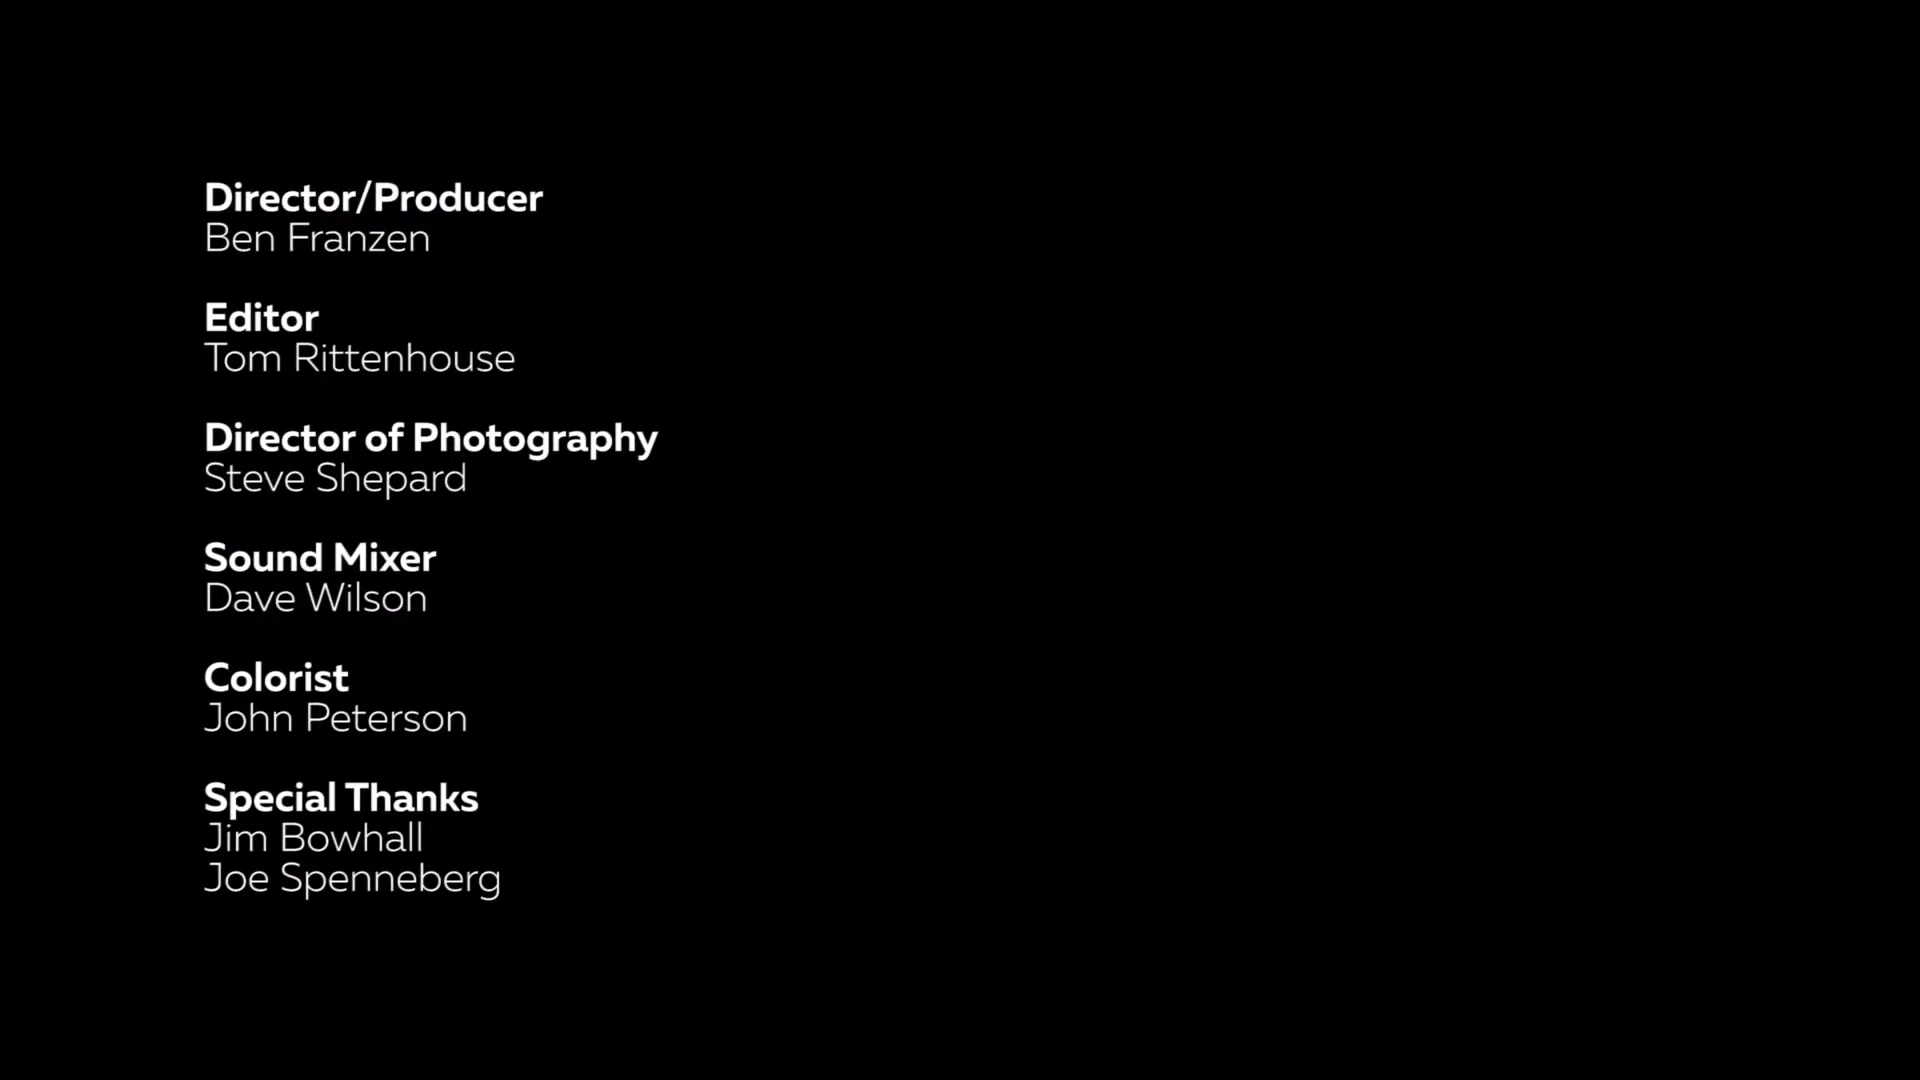 Director/Producer
Ben Franzen
Editor
Tom Rittenhouse
Director of Photography
Steve Shepard
Sound Mixer
Dave Wilson
Colorist
John Peterson
Special Thanks
Jim Bowhall
Joe Spenneberg